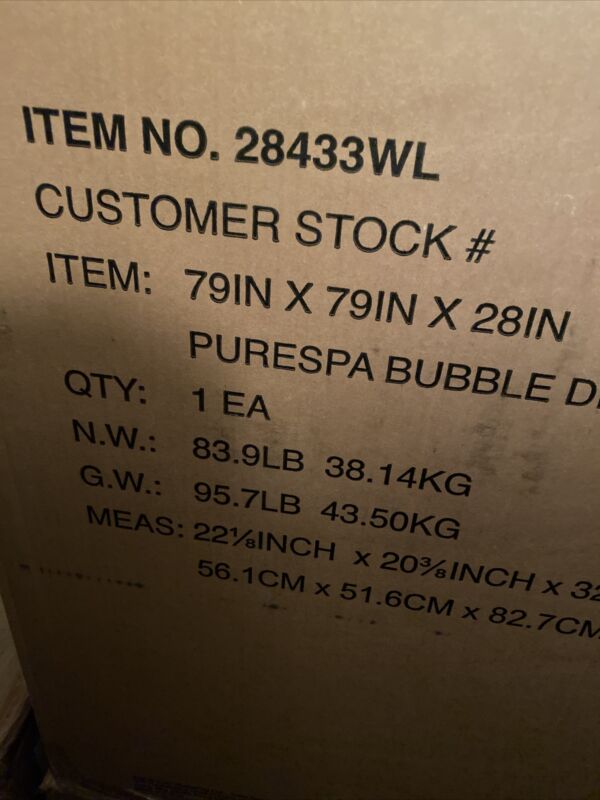 ITEM NO. 28433WL
CUSTOMER STOCK #
ITEM: 79IN X 79IN X 28IN
PURESPA BUBBLE
QTY: 1 EA
N.W.: 83.9LB 38.14KG
G.W.: 95.7LB 43.50KG
MEAS: 22⅛INCH x 20⅜INCH x
56.1CM x 51.6CM x 82.7CM